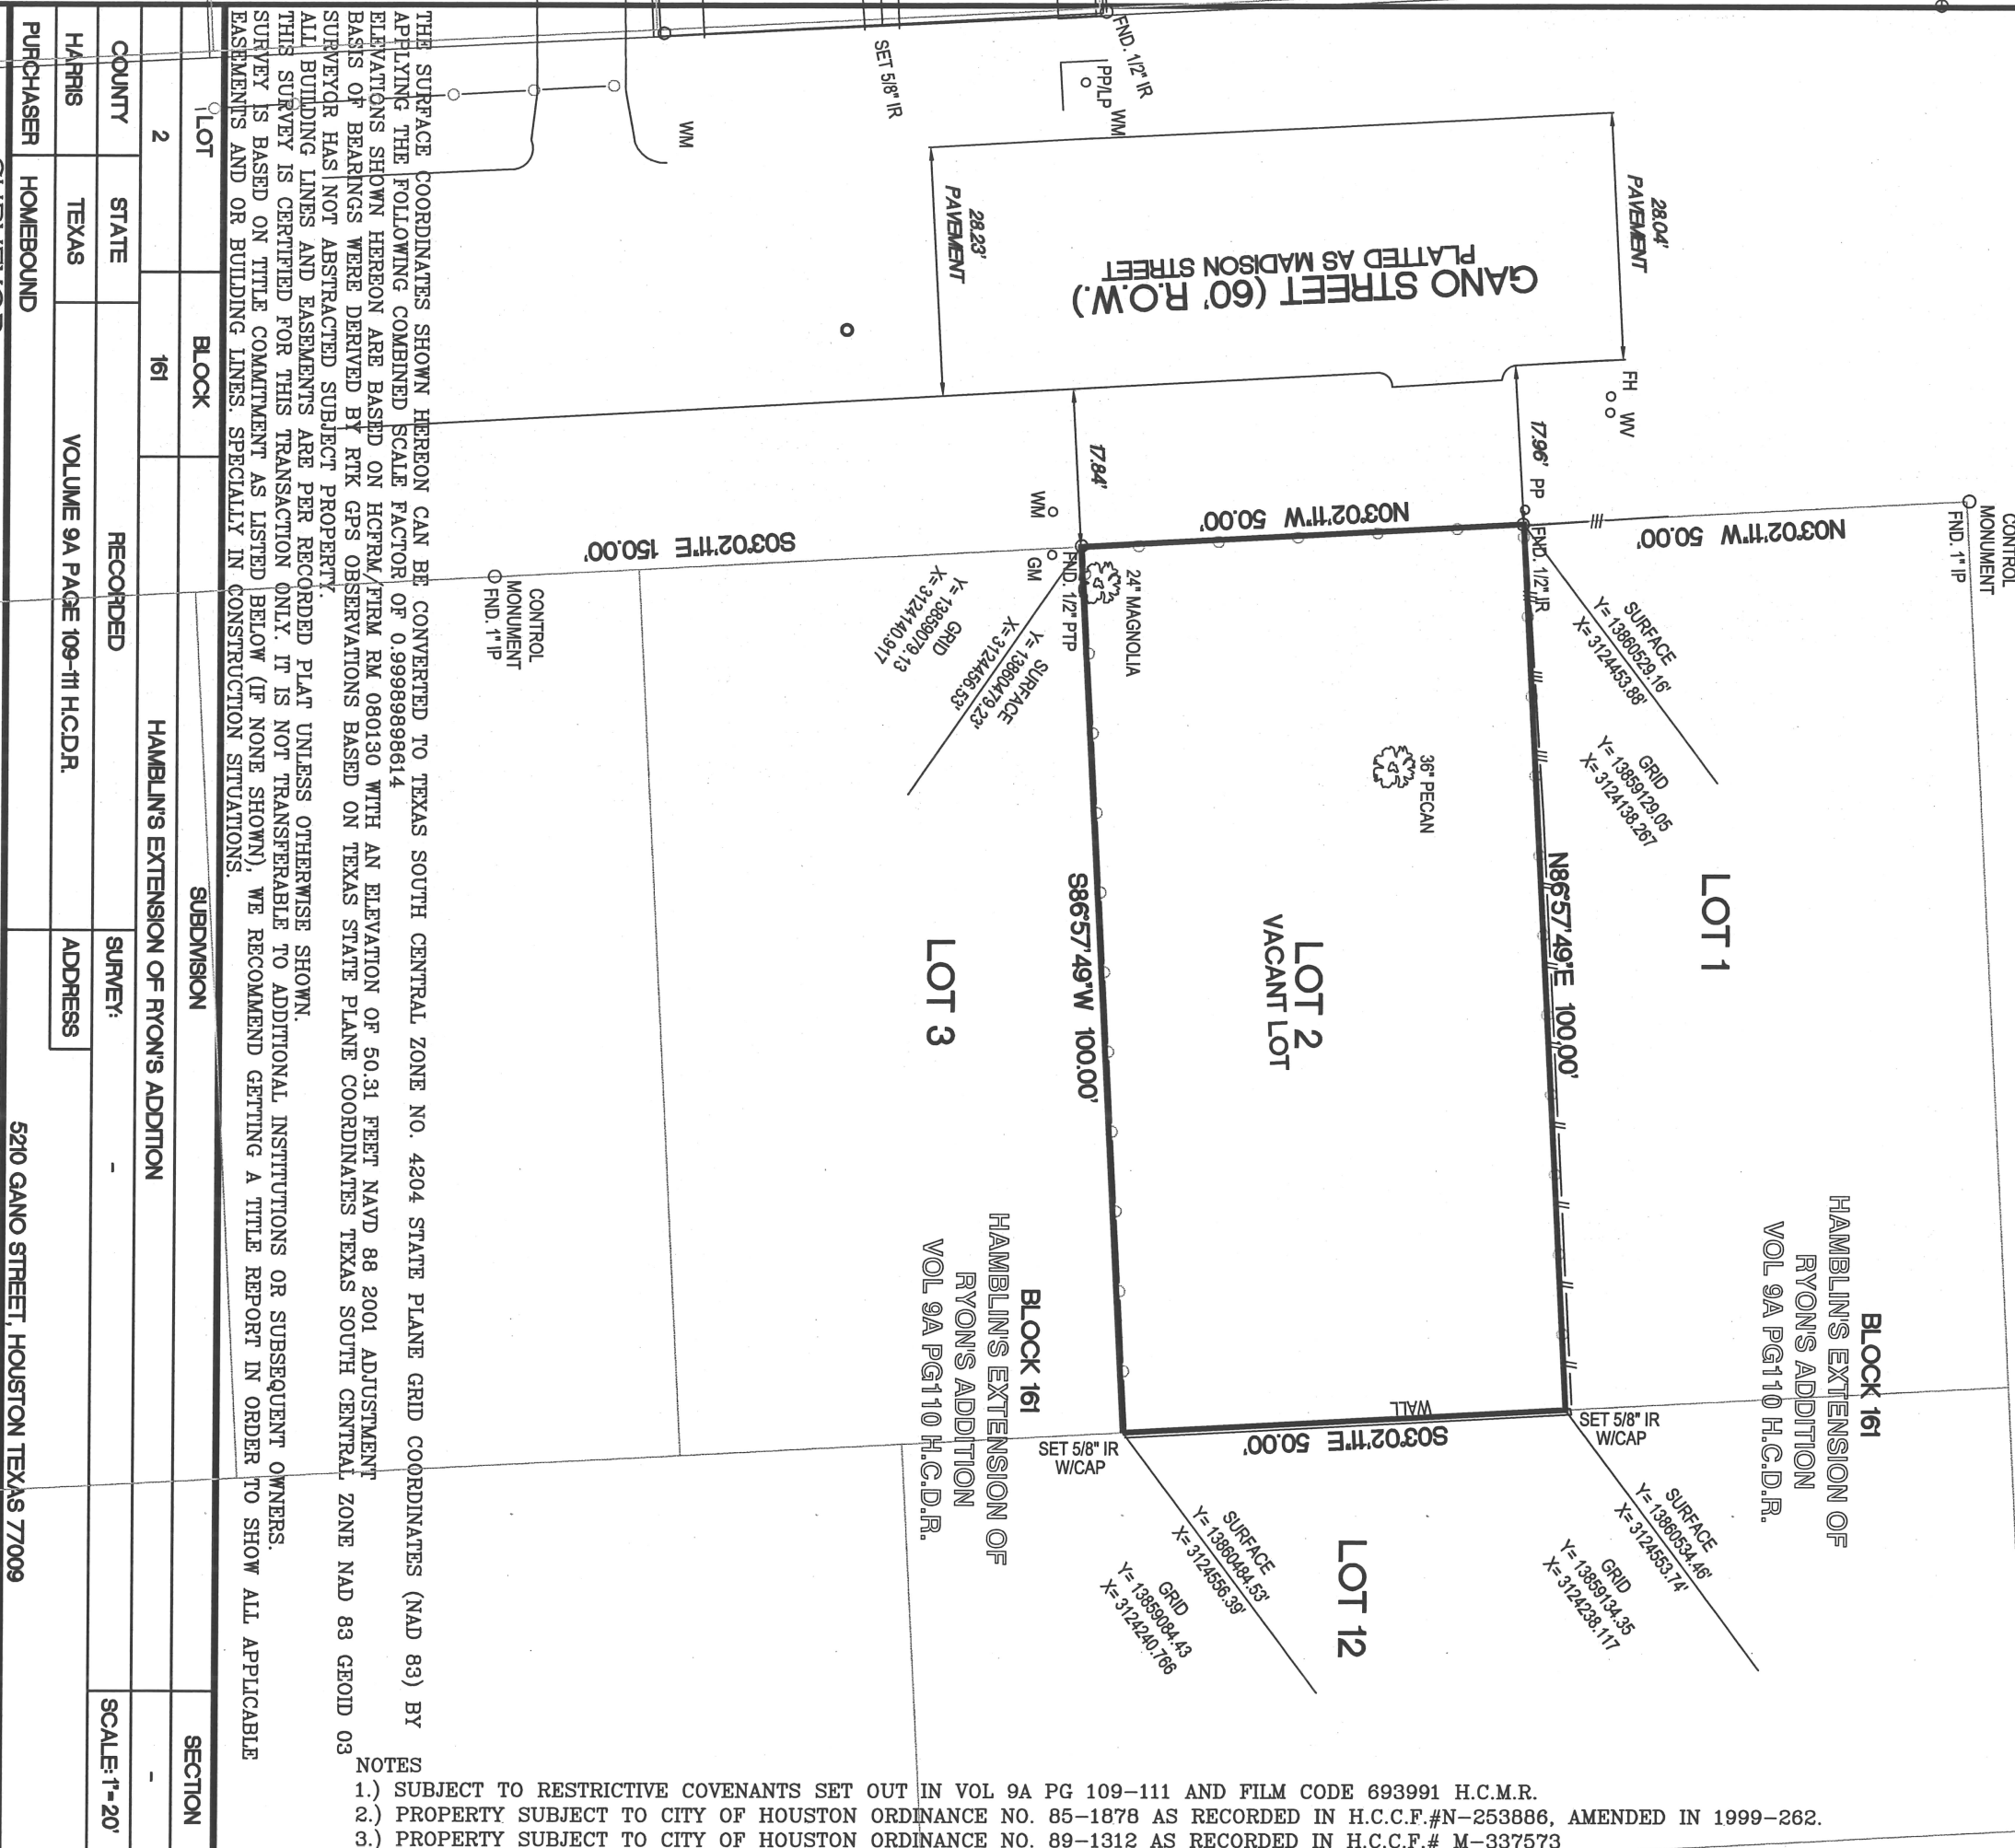 CONTROL
MONUMENT
FND. 1" IP
FND. 1/2" IR
PP/LP
WM
SET 5/8" IR
WM
28.04'
PAVEMENT
28.23'
PAVEMENT
GANO STREET (60' R.O.W.)
PLATTED AS MADISON STREET
FH
WV
17.96'
PP
17.84'
WM
GM
N03°02'11"W 50.00'
N03°02'11"W 50.00'
S03°02'11"E 150.00'
FND. 1/2" IR
FND. 1/2" PTP
24" MAGNOLIA
36" PECAN
CONTROL
MONUMENT
FND. 1" IP
SURFACE
Y= 13860529.16'
X= 3124453.88'
GRID
Y= 13859129.05
X= 3124138.267
SURFACE
Y= 13860479.23'
X= 3124456.53'
GRID
Y= 13859079.13
X= 3124140.917
LOT 1
N86°57'49"E 100.00'
LOT 2
VACANT LOT
S86°57'49"W 100.00'
LOT 3
BLOCK 161
HAMBLIN'S EXTENSION OF
RYON'S ADDITION
VOL 9A PG110 H.C.D.R.
BLOCK 161
HAMBLIN'S EXTENSION OF
RYON'S ADDITION
VOL 9A PG110 H.C.D.R.
WALL
S03°02'11"E 50.00'
SET 5/8" IR
W/CAP
SET 5/8" IR
W/CAP
SURFACE
Y= 13860534.46'
X= 3124553.74'
GRID
Y= 13859134.35
X= 3124238.117
SURFACE
Y= 13860484.53'
X= 3124556.39'
GRID
Y= 13859084.43
X= 3124240.766
LOT 12
THE SURFACE COORDINATES SHOWN HEREON CAN BE CONVERTED TO TEXAS SOUTH CENTRAL ZONE NO. 4204 STATE PLANE GRID COORDINATES (NAD 83) BY
APPLYING THE FOLLOWING COMBINED SCALE FACTOR OF 0.99989898614
ELEVATIONS SHOWN HEREON ARE BASED ON HCFRM/FIRM RM 080130 WITH AN ELEVATION OF 50.31 FEET NAVD 88 2001 ADJUSTMENT
BASIS OF BEARINGS WERE DERIVED BY RTK GPS OBSERVATIONS BASED ON TEXAS STATE PLANE COORDINATES TEXAS SOUTH CENTRAL ZONE NAD 83 GEOID 03
SURVEYOR HAS NOT ABSTRACTED SUBJECT PROPERTY.
ALL BUILDING LINES AND EASEMENTS ARE PER RECORDED PLAT UNLESS OTHERWISE SHOWN.
THIS SURVEY IS CERTIFIED FOR THIS TRANSACTION ONLY. IT IS NOT TRANSFERABLE TO ADDITIONAL INSTITUTIONS OR SUBSEQUENT OWNERS.
SURVEY IS BASED ON TITLE COMMITMENT AS LISTED BELOW (IF NONE SHOWN), WE RECOMMEND GETTING A TITLE REPORT IN ORDER TO SHOW ALL APPLICABLE
EASEMENTS AND OR BUILDING LINES. SPECIALLY IN CONSTRUCTION SITUATIONS.
LOT BLOCK SUBDIVISION SECTION
2 161 HAMBLIN'S EXTENSION OF RYON'S ADDITION -
COUNTY STATE RECORDED SURVEY: - SCALE: 1"= 20'
HARRIS TEXAS VOLUME 9A PAGE 109-111 H.C.D.R. ADDRESS
PURCHASER HOMEBOUND 5210 GANO STREET, HOUSTON TEXAS 77009
NOTES
1.) SUBJECT TO RESTRICTIVE COVENANTS SET OUT IN VOL 9A PG 109-111 AND FILM CODE 693991 H.C.M.R.
2.) PROPERTY SUBJECT TO CITY OF HOUSTON ORDINANCE NO. 85-1878 AS RECORDED IN H.C.C.F.#N-253886, AMENDED IN 1999-262.
3.) PROPERTY SUBJECT TO CITY OF HOUSTON ORDINANCE NO. 89-1312 AS RECORDED IN H.C.C.F.# M-337573